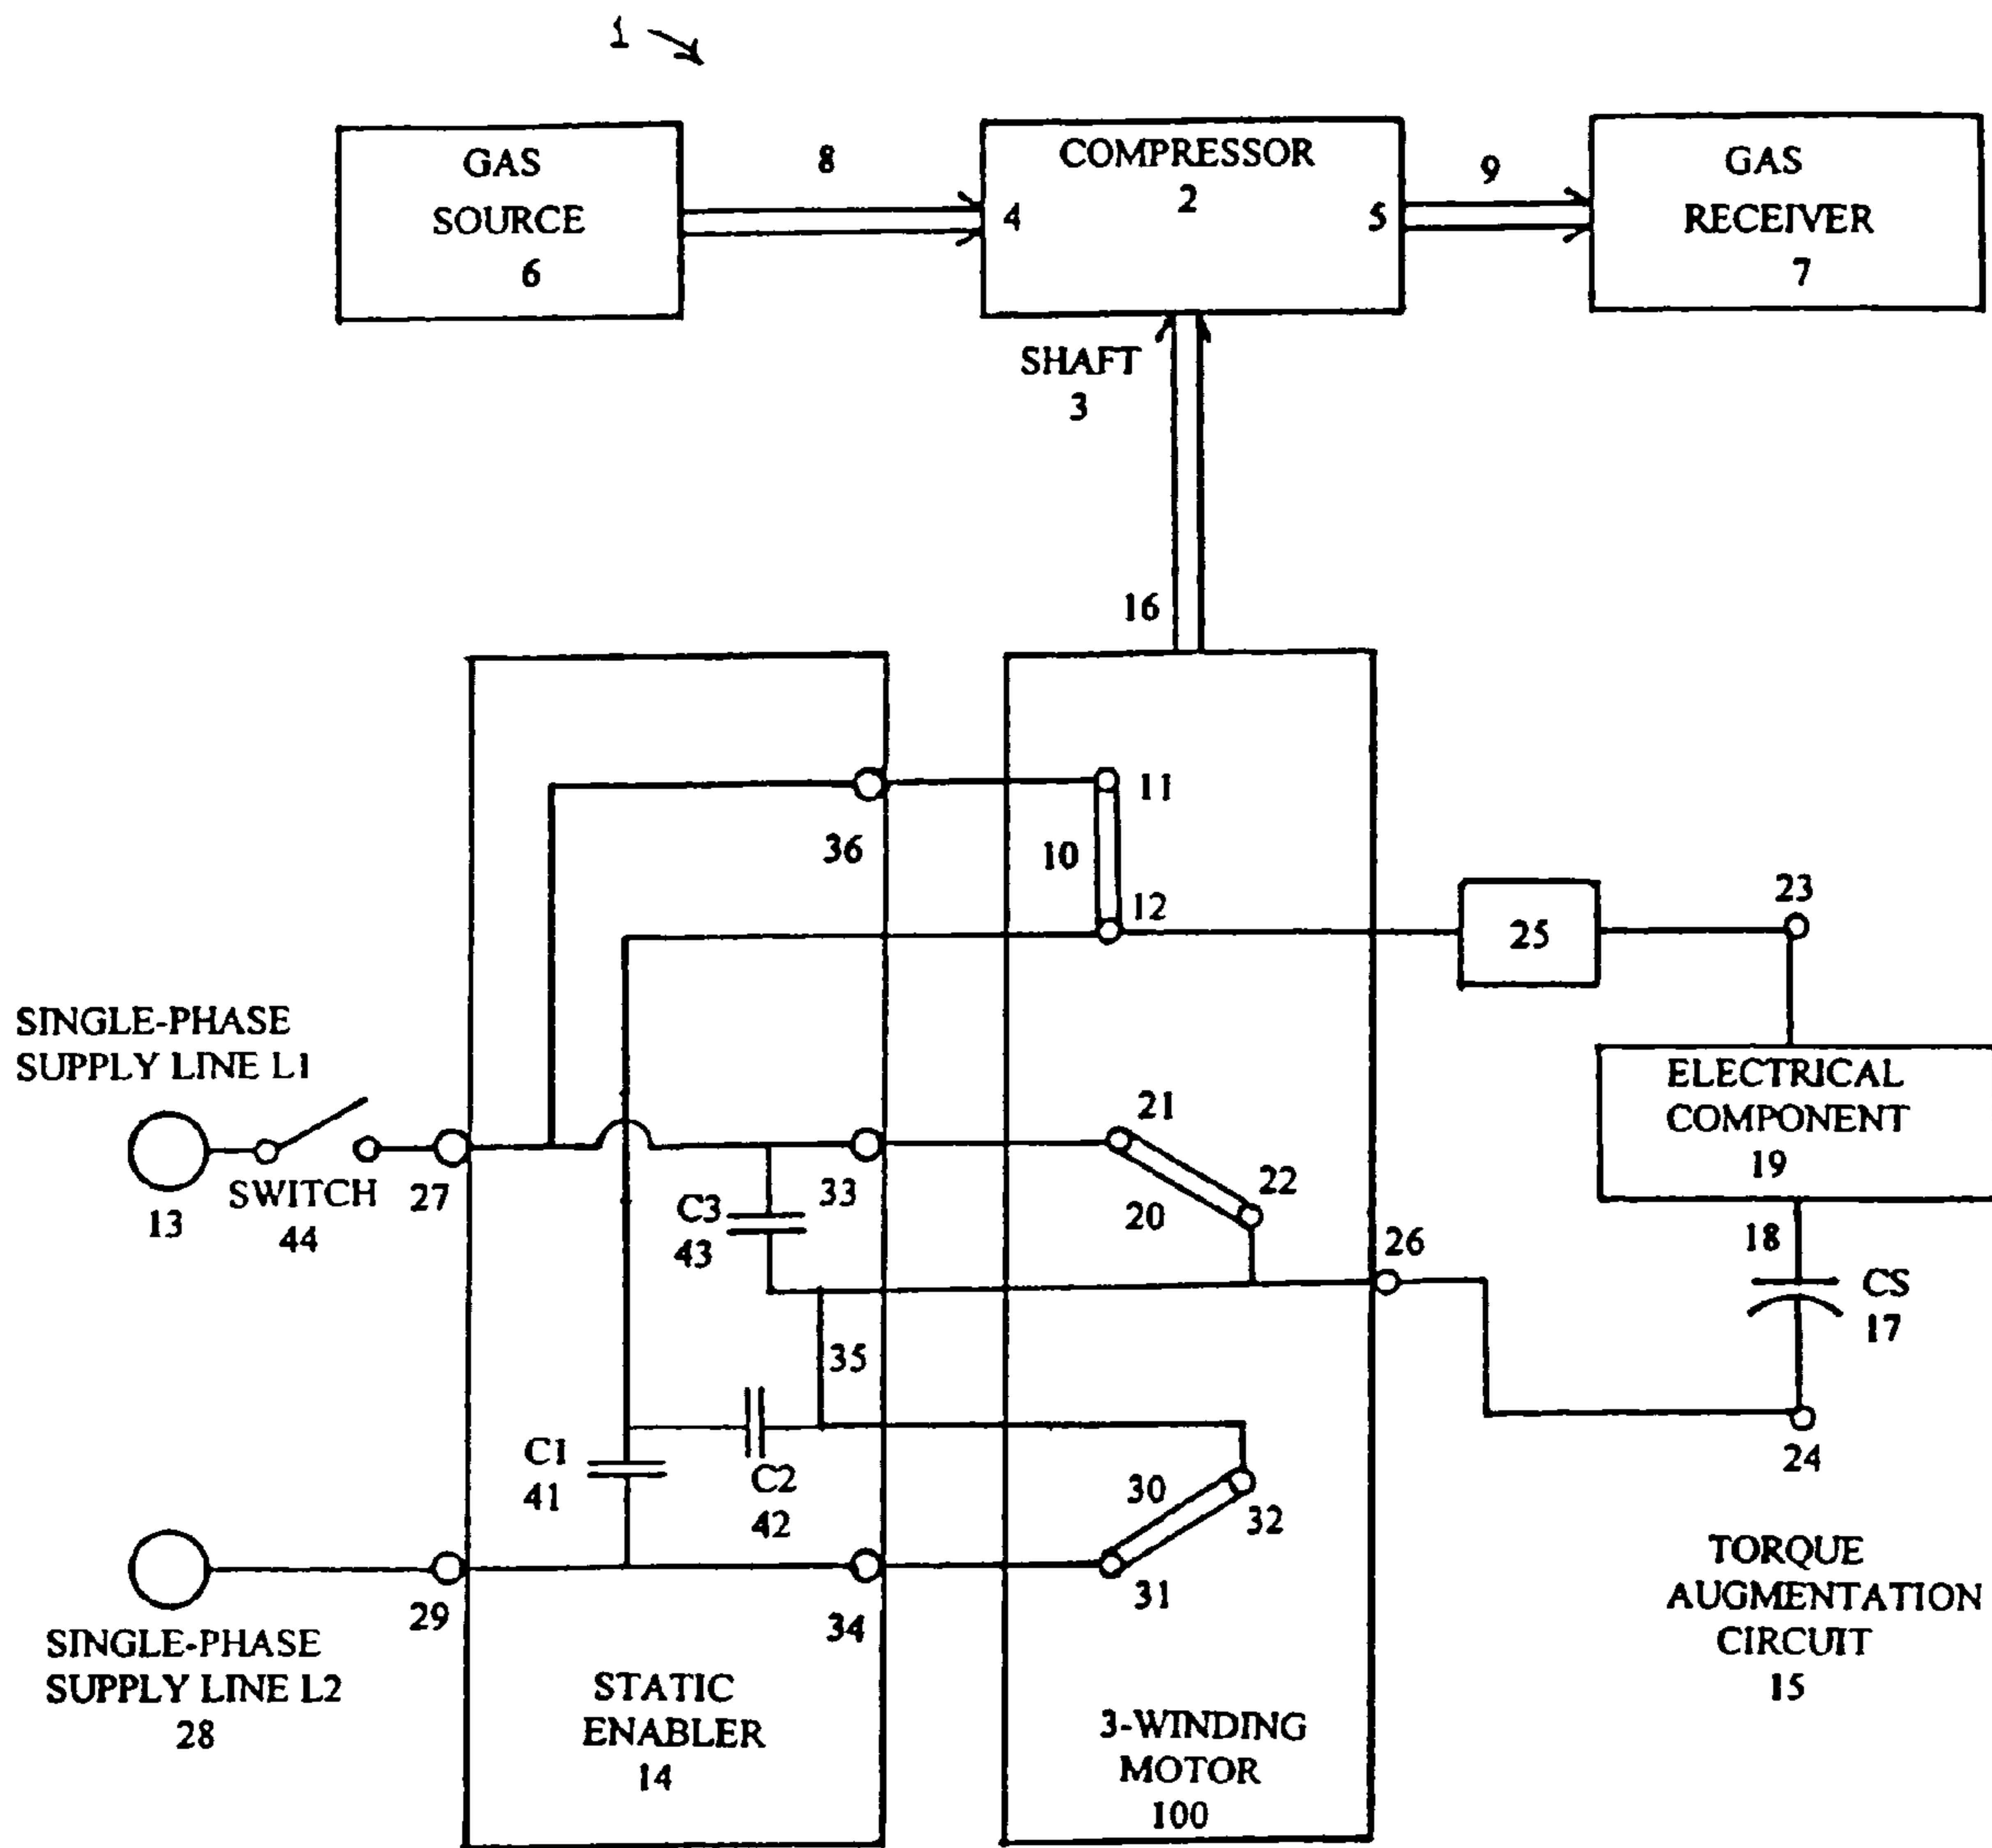 1
GAS
SOURCE
6
8
4
COMPRESSOR
2
5
9
GAS
RECEIVER
7
SHAFT
3
16
36
11
10
12
25
23
SINGLE-PHASE
SUPPLY LINE L1
13
SWITCH
44
27
C3
43
33
21
20
22
26
ELECTRICAL
COMPONENT
19
18
CS
17
24
35
C1
41
C2
42
30
32
31
29
34
SINGLE-PHASE
SUPPLY LINE L2
28
STATIC
ENABLER
14
3-WINDING
MOTOR
100
TORQUE
AUGMENTATION
CIRCUIT
15